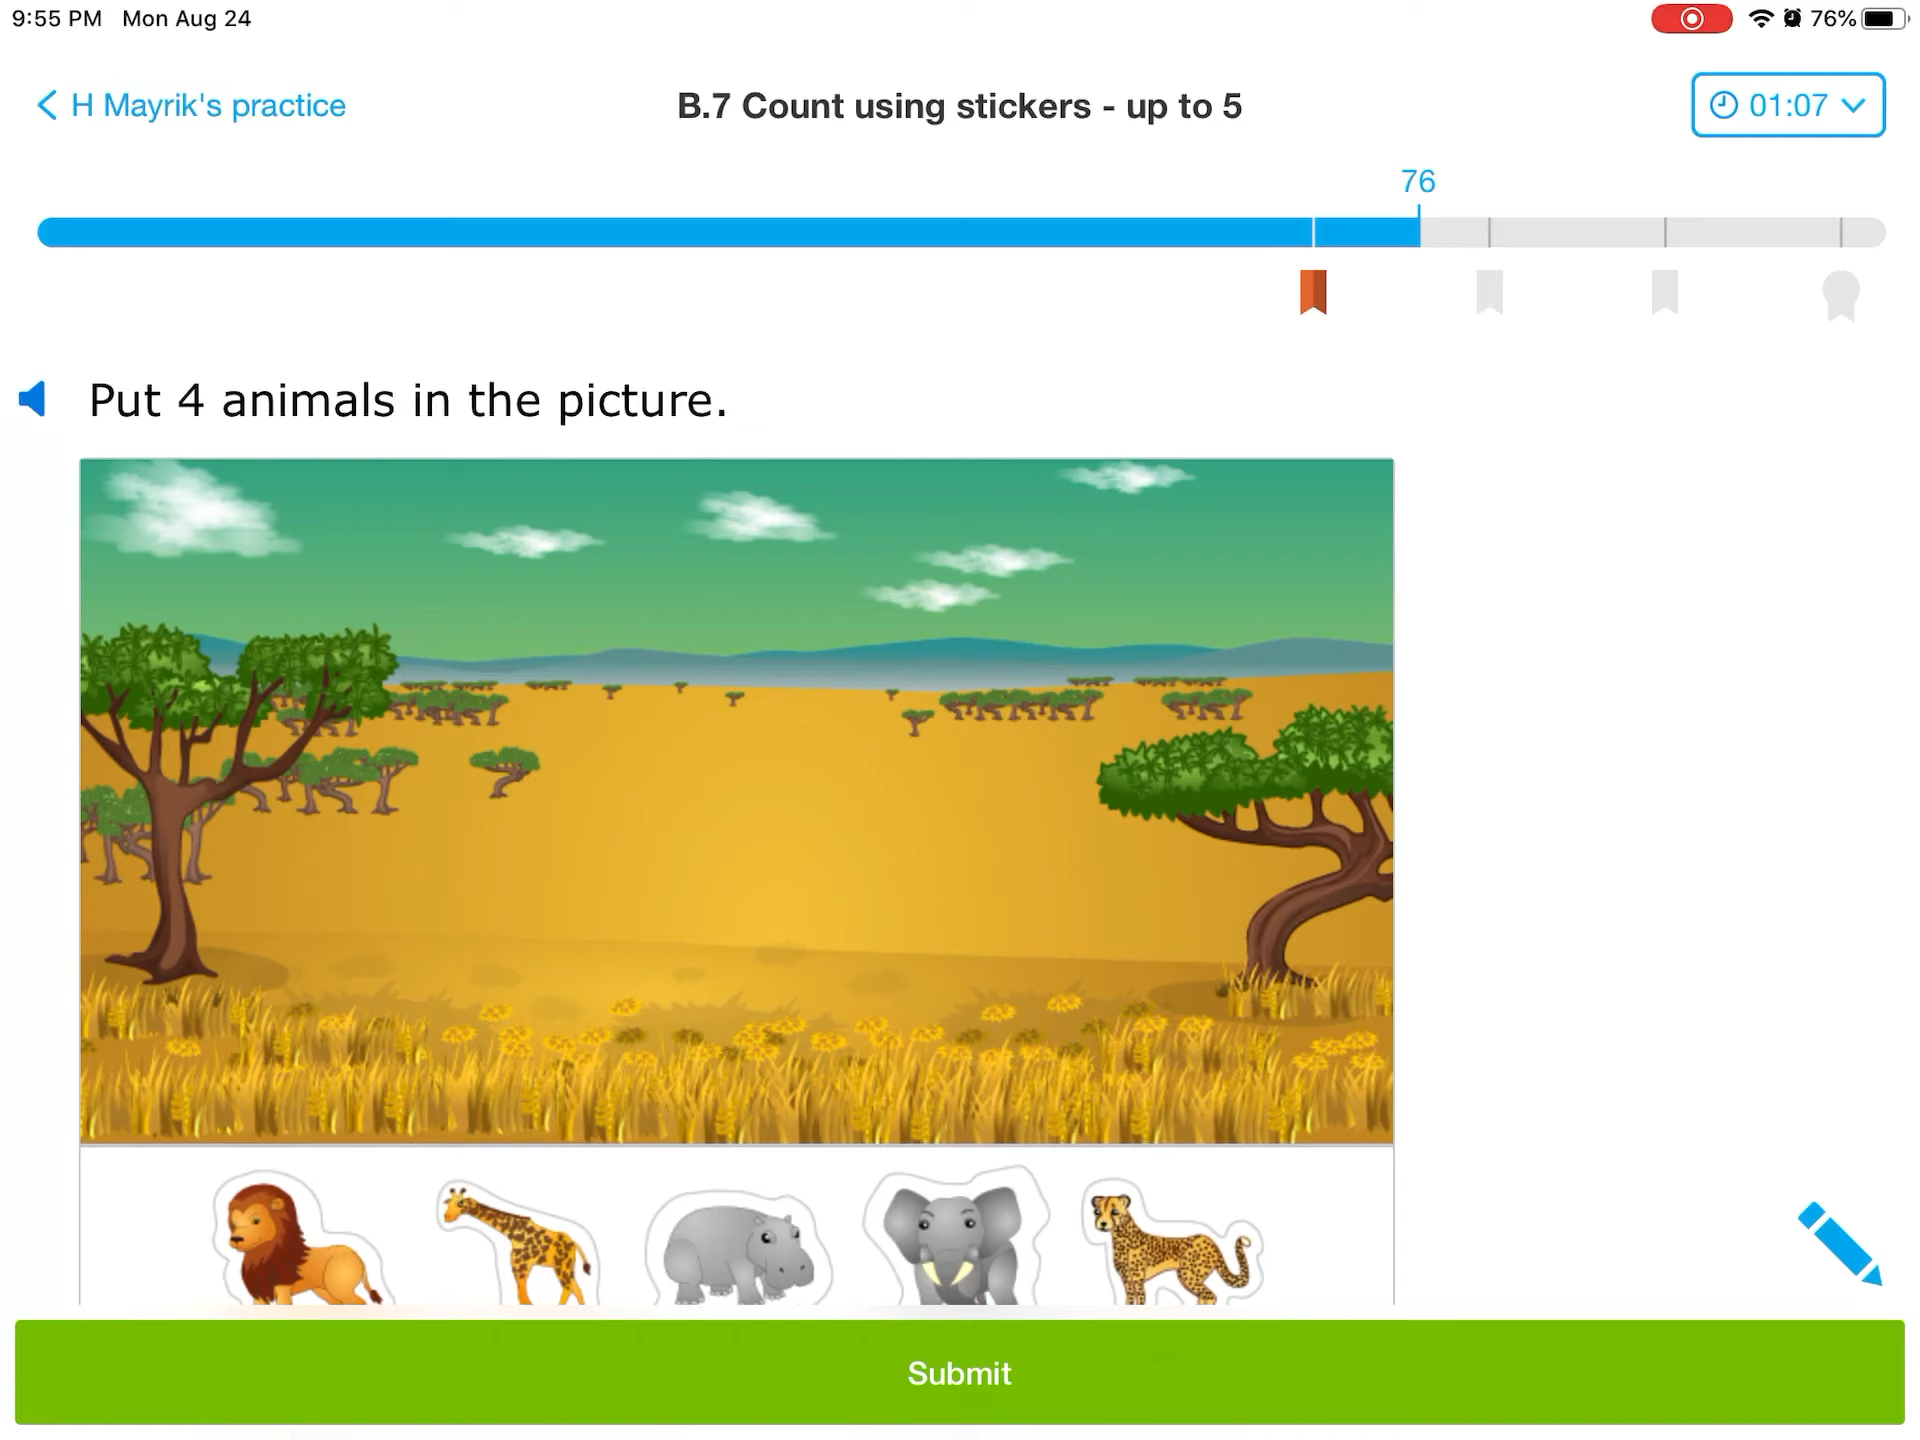 9:55 PM Mon Aug 24
76%
H Mayrik's practice
B.7 Count using stickers - up to 5
01:07
76
Put 4 animals in the picture.
Submit